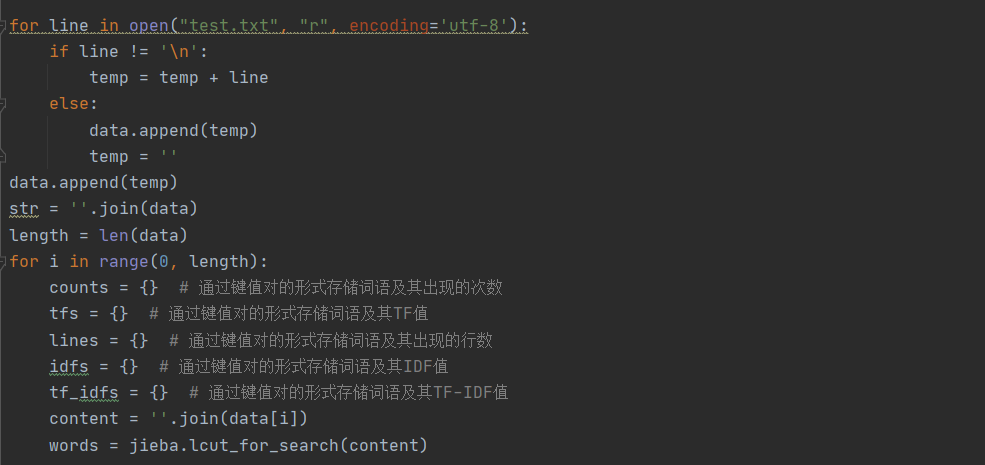 for line in open("test.txt", "r", encoding='utf-8'):
    if line != '\n':
        temp = temp + line
    else:
        data.append(temp)
        temp = ''
data.append(temp)
str = ''.join(data)
length = len(data)
for i in range(0, length):
    counts = {}  # 通过键值对的形式存储词语及其出现的次数
    tfs = {}  # 通过键值对的形式存储词语及其TF值
    lines = {}  # 通过键值对的形式存储词语及其出现的行数
    idfs = {}  # 通过键值对的形式存储词语及其IDF值
    tf_idfs = {}  # 通过键值对的形式存储词语及其TF-IDF值
    content = ''.join(data[i])
    words = jieba.lcut_for_search(content)